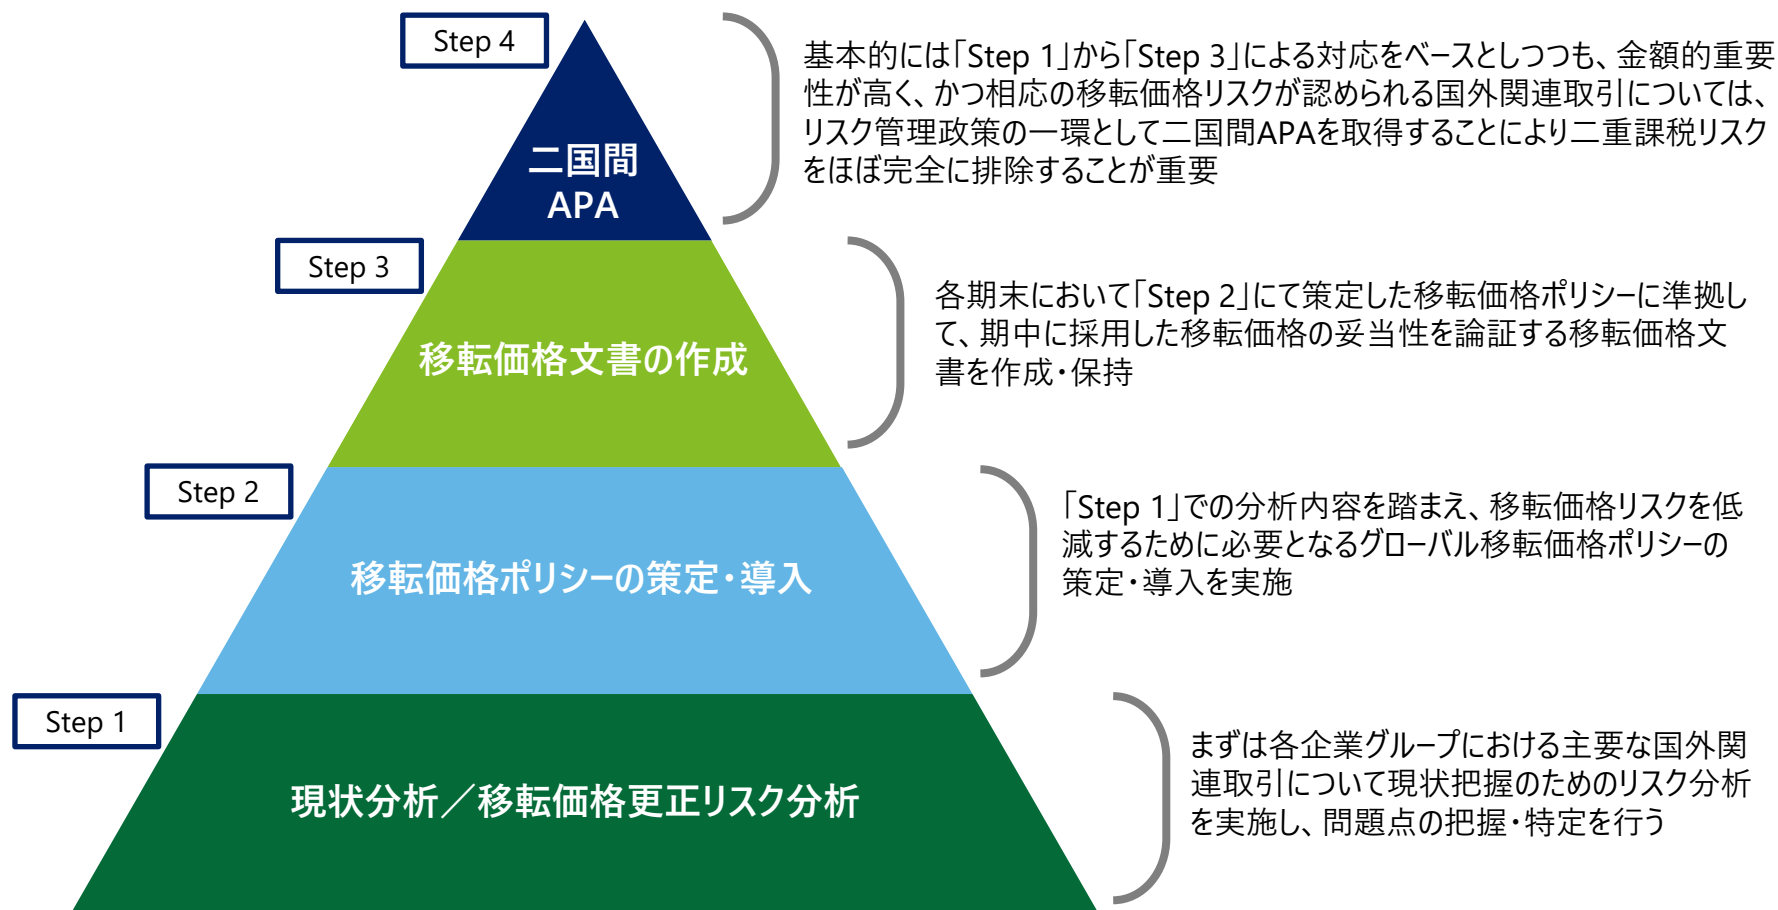 Step 4
基本的には「Step 1」から「Step 3」による対応をベースとしつつも、金額的重要
性が高く、かつ相応の移転価格リスクが認められる国外関連取引については、
リスク管理政策の一環として二国間APAを取得することにより二重課税リスク
をほぼ完全に排除することが重要
二国間
APA
Step 3
各期末において「Step 2」にて策定した移転価格ポリシーに準拠し
て、期中に採用した移転価格の妥当性を論証する移転価格文
書を作成・保持
移転価格文書の作成
Step 2
「Step 1」での分析内容を踏まえ、移転価格リスクを低
減するために必要となるグローバル移転価格ポリシーの
策定・導入を実施
移転価格ポリシーの策定・導入
Step 1
まずは各企業グループにおける主要な国外関
連取引について現状把握のためのリスク分析
を実施し、問題点の把握・特定を行う
現状分析／移転価格更正リスク分析